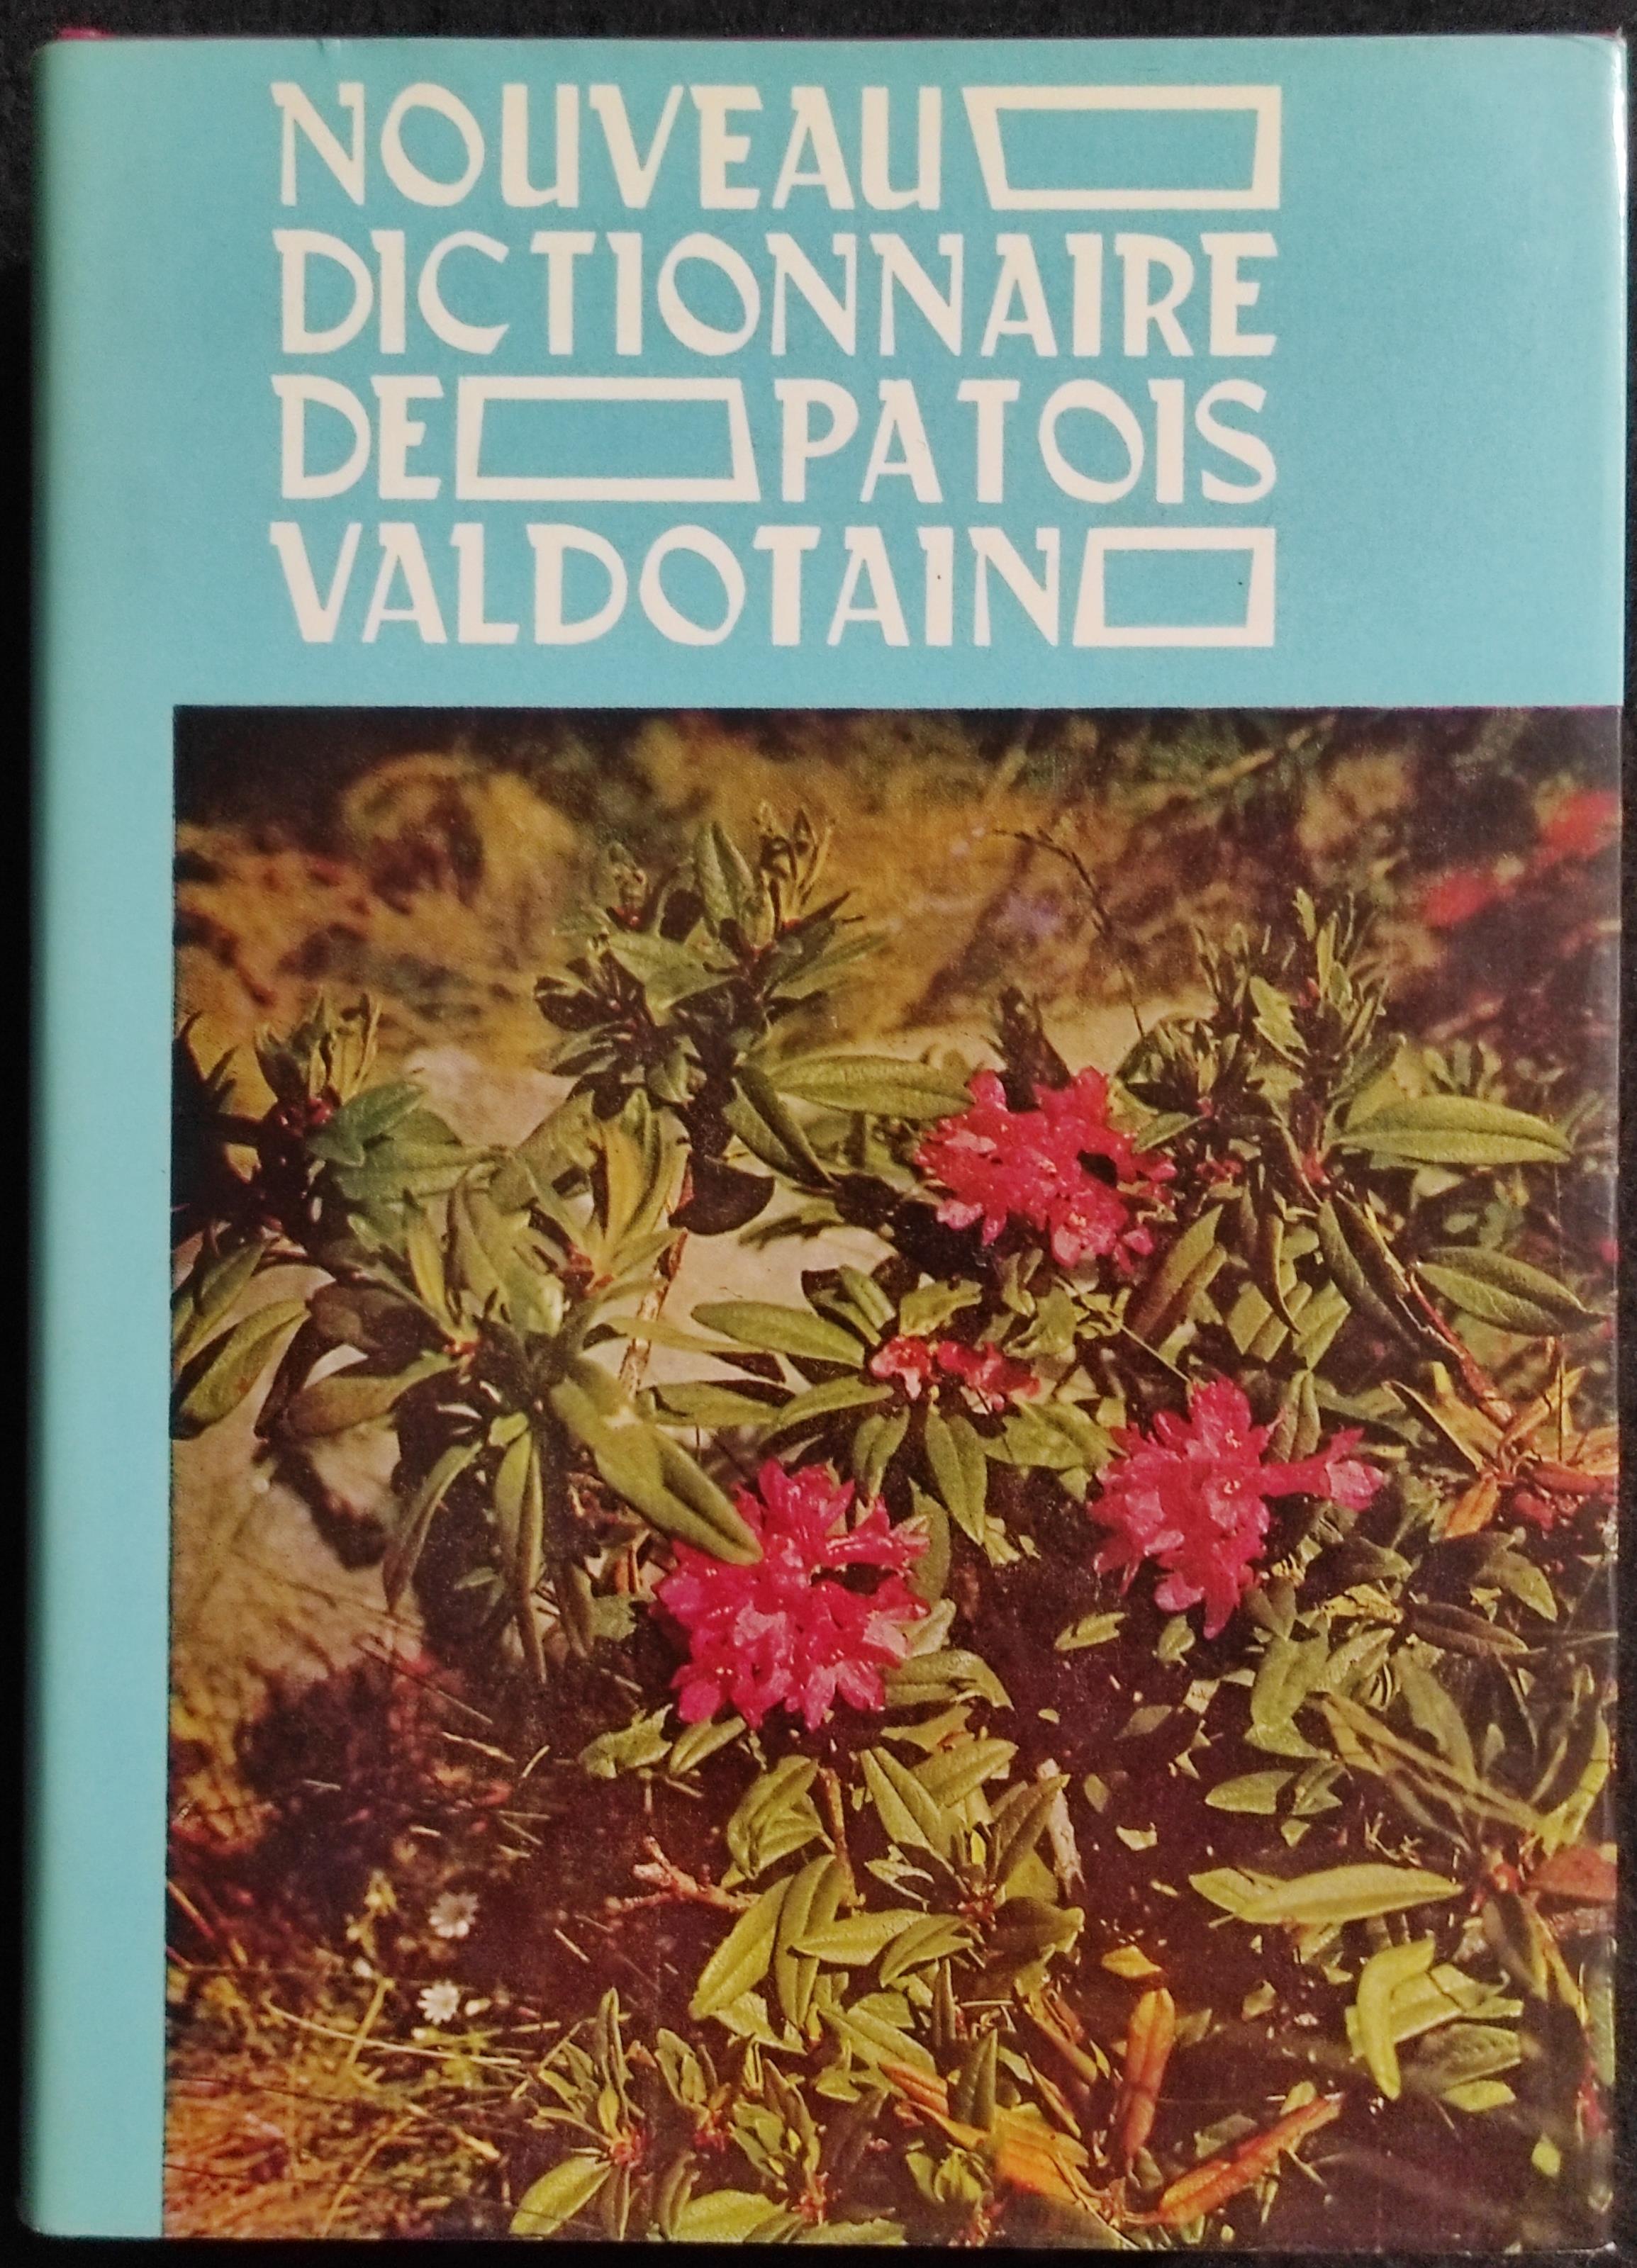 NOUVEAU
DICTIONNAIRE
DE PATOIS
VALDOTAIN